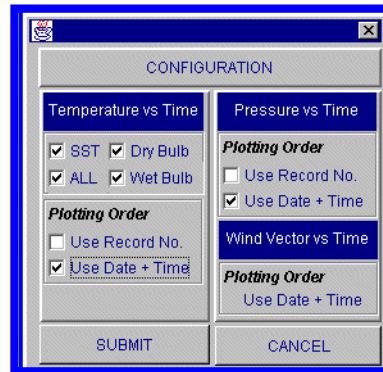 CONFIGURATION
Temperature vs Time
SST Dry Bulb
ALL Wet Bulb
Plotting Order
Use Record No.
Use Date + Time
Pressure vs Time
Plotting Order
Use Record No.
Use Date + Time
Wind Vector vs Time
Plotting Order
Use Date + Time
SUBMIT
CANCEL